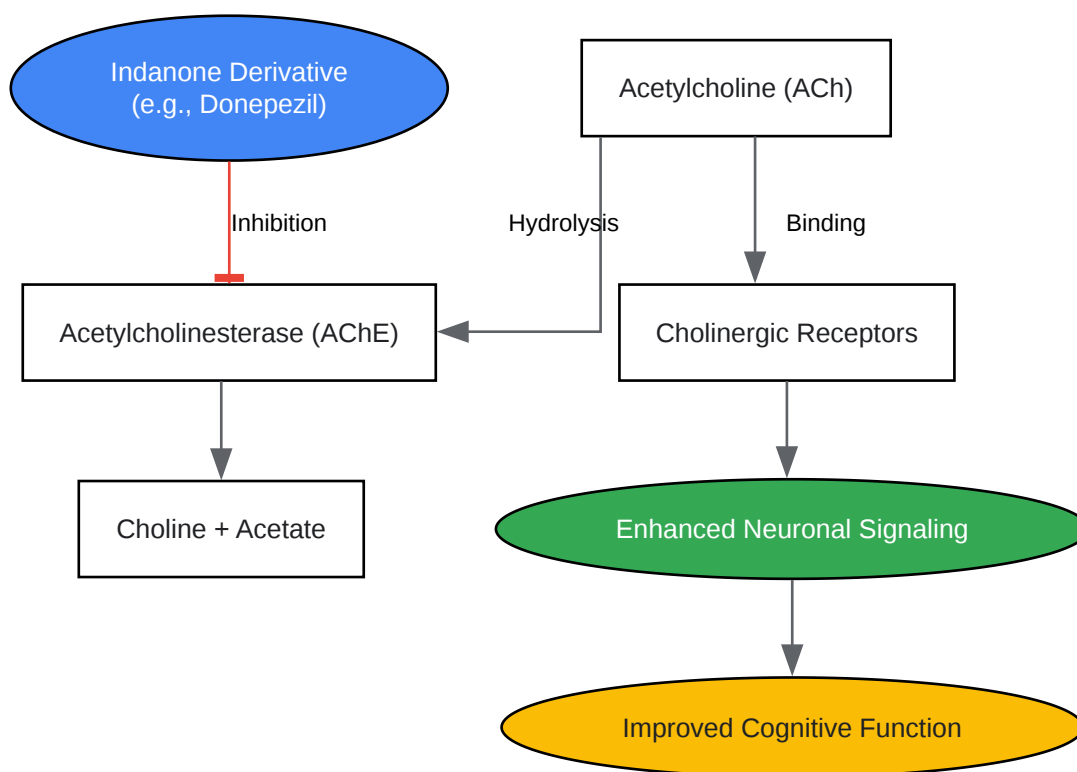 Indanone Derivative
(e.g., Donepezil)
Acetylcholine (ACh)
Inhibition
Hydrolysis
Binding
Acetylcholinesterase (AChE)
Cholinergic Receptors
Choline + Acetate
Enhanced Neuronal Signaling
Improved Cognitive Function